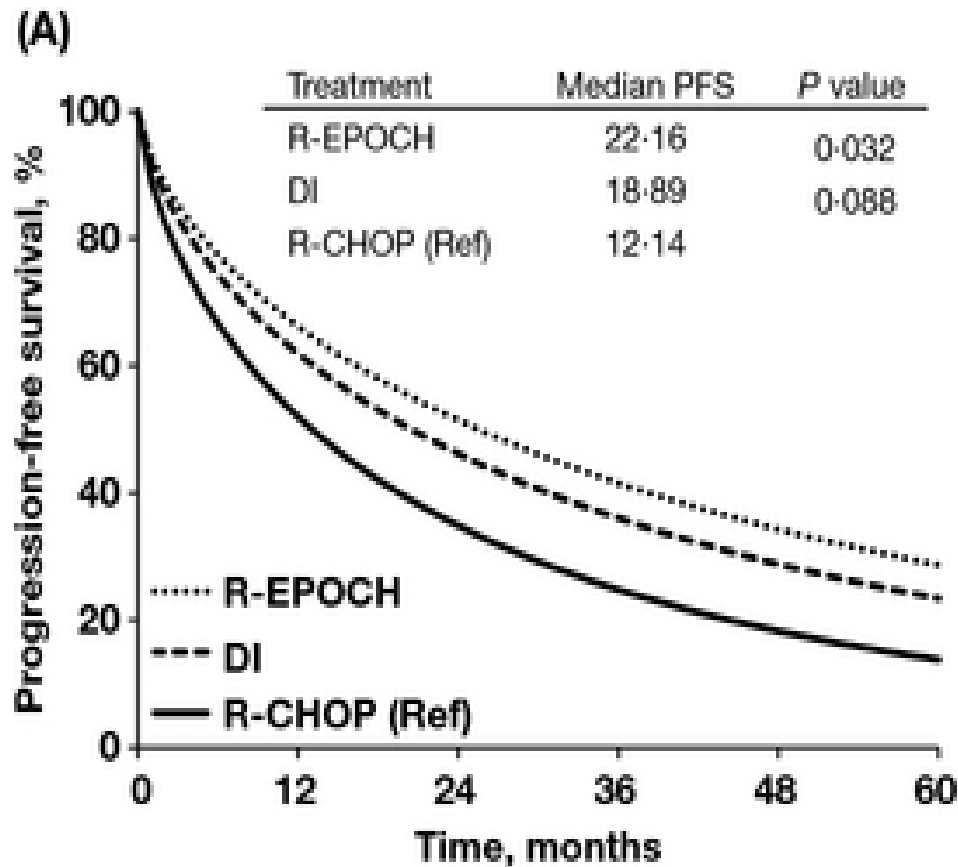 (A)
Treatment Median PFS P value
R-EPOCH 22·16 0·032
DI 18·89 0·088
R-CHOP (Ref) 12·14
Progression-free survival, %
100
80
60
40
20
0
R-EPOCH
DI
R-CHOP (Ref)
0 12 24 36 48 60
Time, months